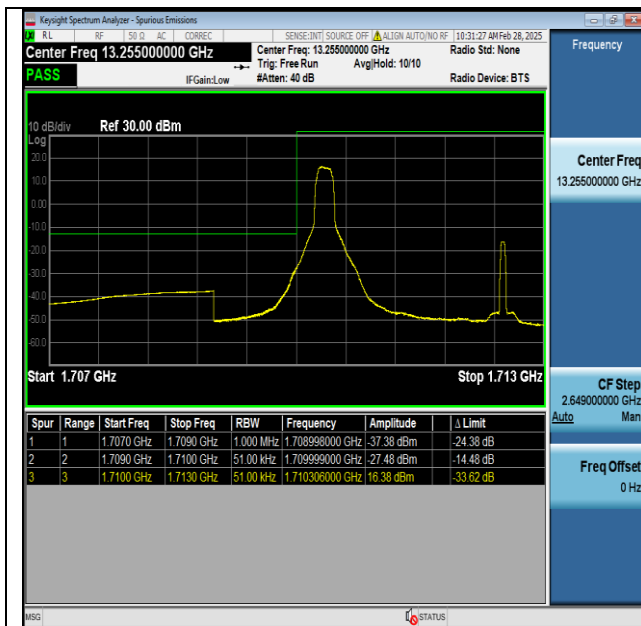 Keysight Spectrum Analyzer - Spurious Emissions
RL RF 50 Ω AC CORREC SENSE:INT SOURCE OFF ALIGN AUTO/NO RF 10:31:27 AM Feb 28, 2025
Center Freq 13.255000000 GHz
Center Freq: 13.255000000 GHz Radio Std: None
PASS
Trig: Free Run Avg|Hold: 10/10
IFGain:Low #Atten: 40 dB Radio Device: BTS
10 dB/div Ref 30.00 dBm
Log
20.0
10.0
0.00
-10.0
-20.0
-30.0
-40.0
-50.0
-60.0
Start 1.707 GHz Stop 1.713 GHz
Spur Range Start Freq Stop Freq RBW Frequency Amplitude Δ Limit
1 1 1.7070 GHz 1.7090 GHz 1.000 MHz 1.708998000 GHz -37.38 dBm -24.38 dB
2 2 1.7090 GHz 1.7100 GHz 51.00 kHz 1.709999000 GHz -27.48 dBm -14.48 dB
3 3 1.7100 GHz 1.7130 GHz 51.00 kHz 1.710306000 GHz 16.38 dBm -33.62 dB
Frequency
Center Freq
13.255000000 GHz
CF Step
2.649000000 GHz
Auto Man
Freq Offset
0 Hz
MSG STATUS